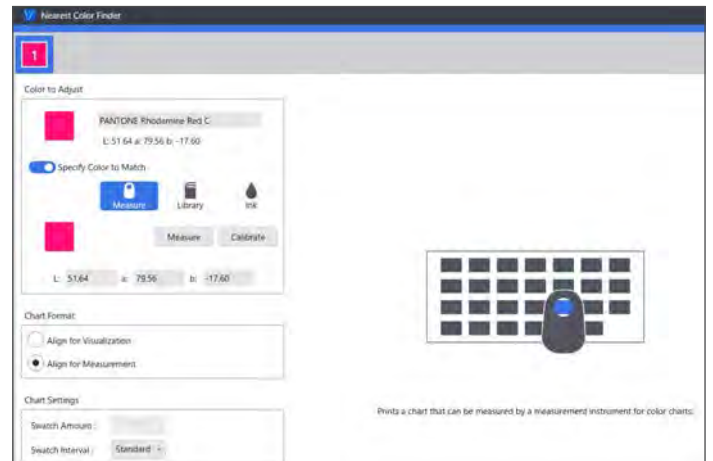 Nearest Color Finder
1
Color to Adjust
PANTONE Rhodamine Red C
L: 51.64 a: 79.56 b: -17.60
Specify Color to Match
Measure Library Ink
Measure Calibrate
L: 51.64 a: 79.56 b: -17.60
Chart Format
Align for Visualization
Align for Measurement
Chart Settings
Prints a chart that can be measured by a measurement instrument for color charts.
Swatch Amount :
Swatch Interval : Standard